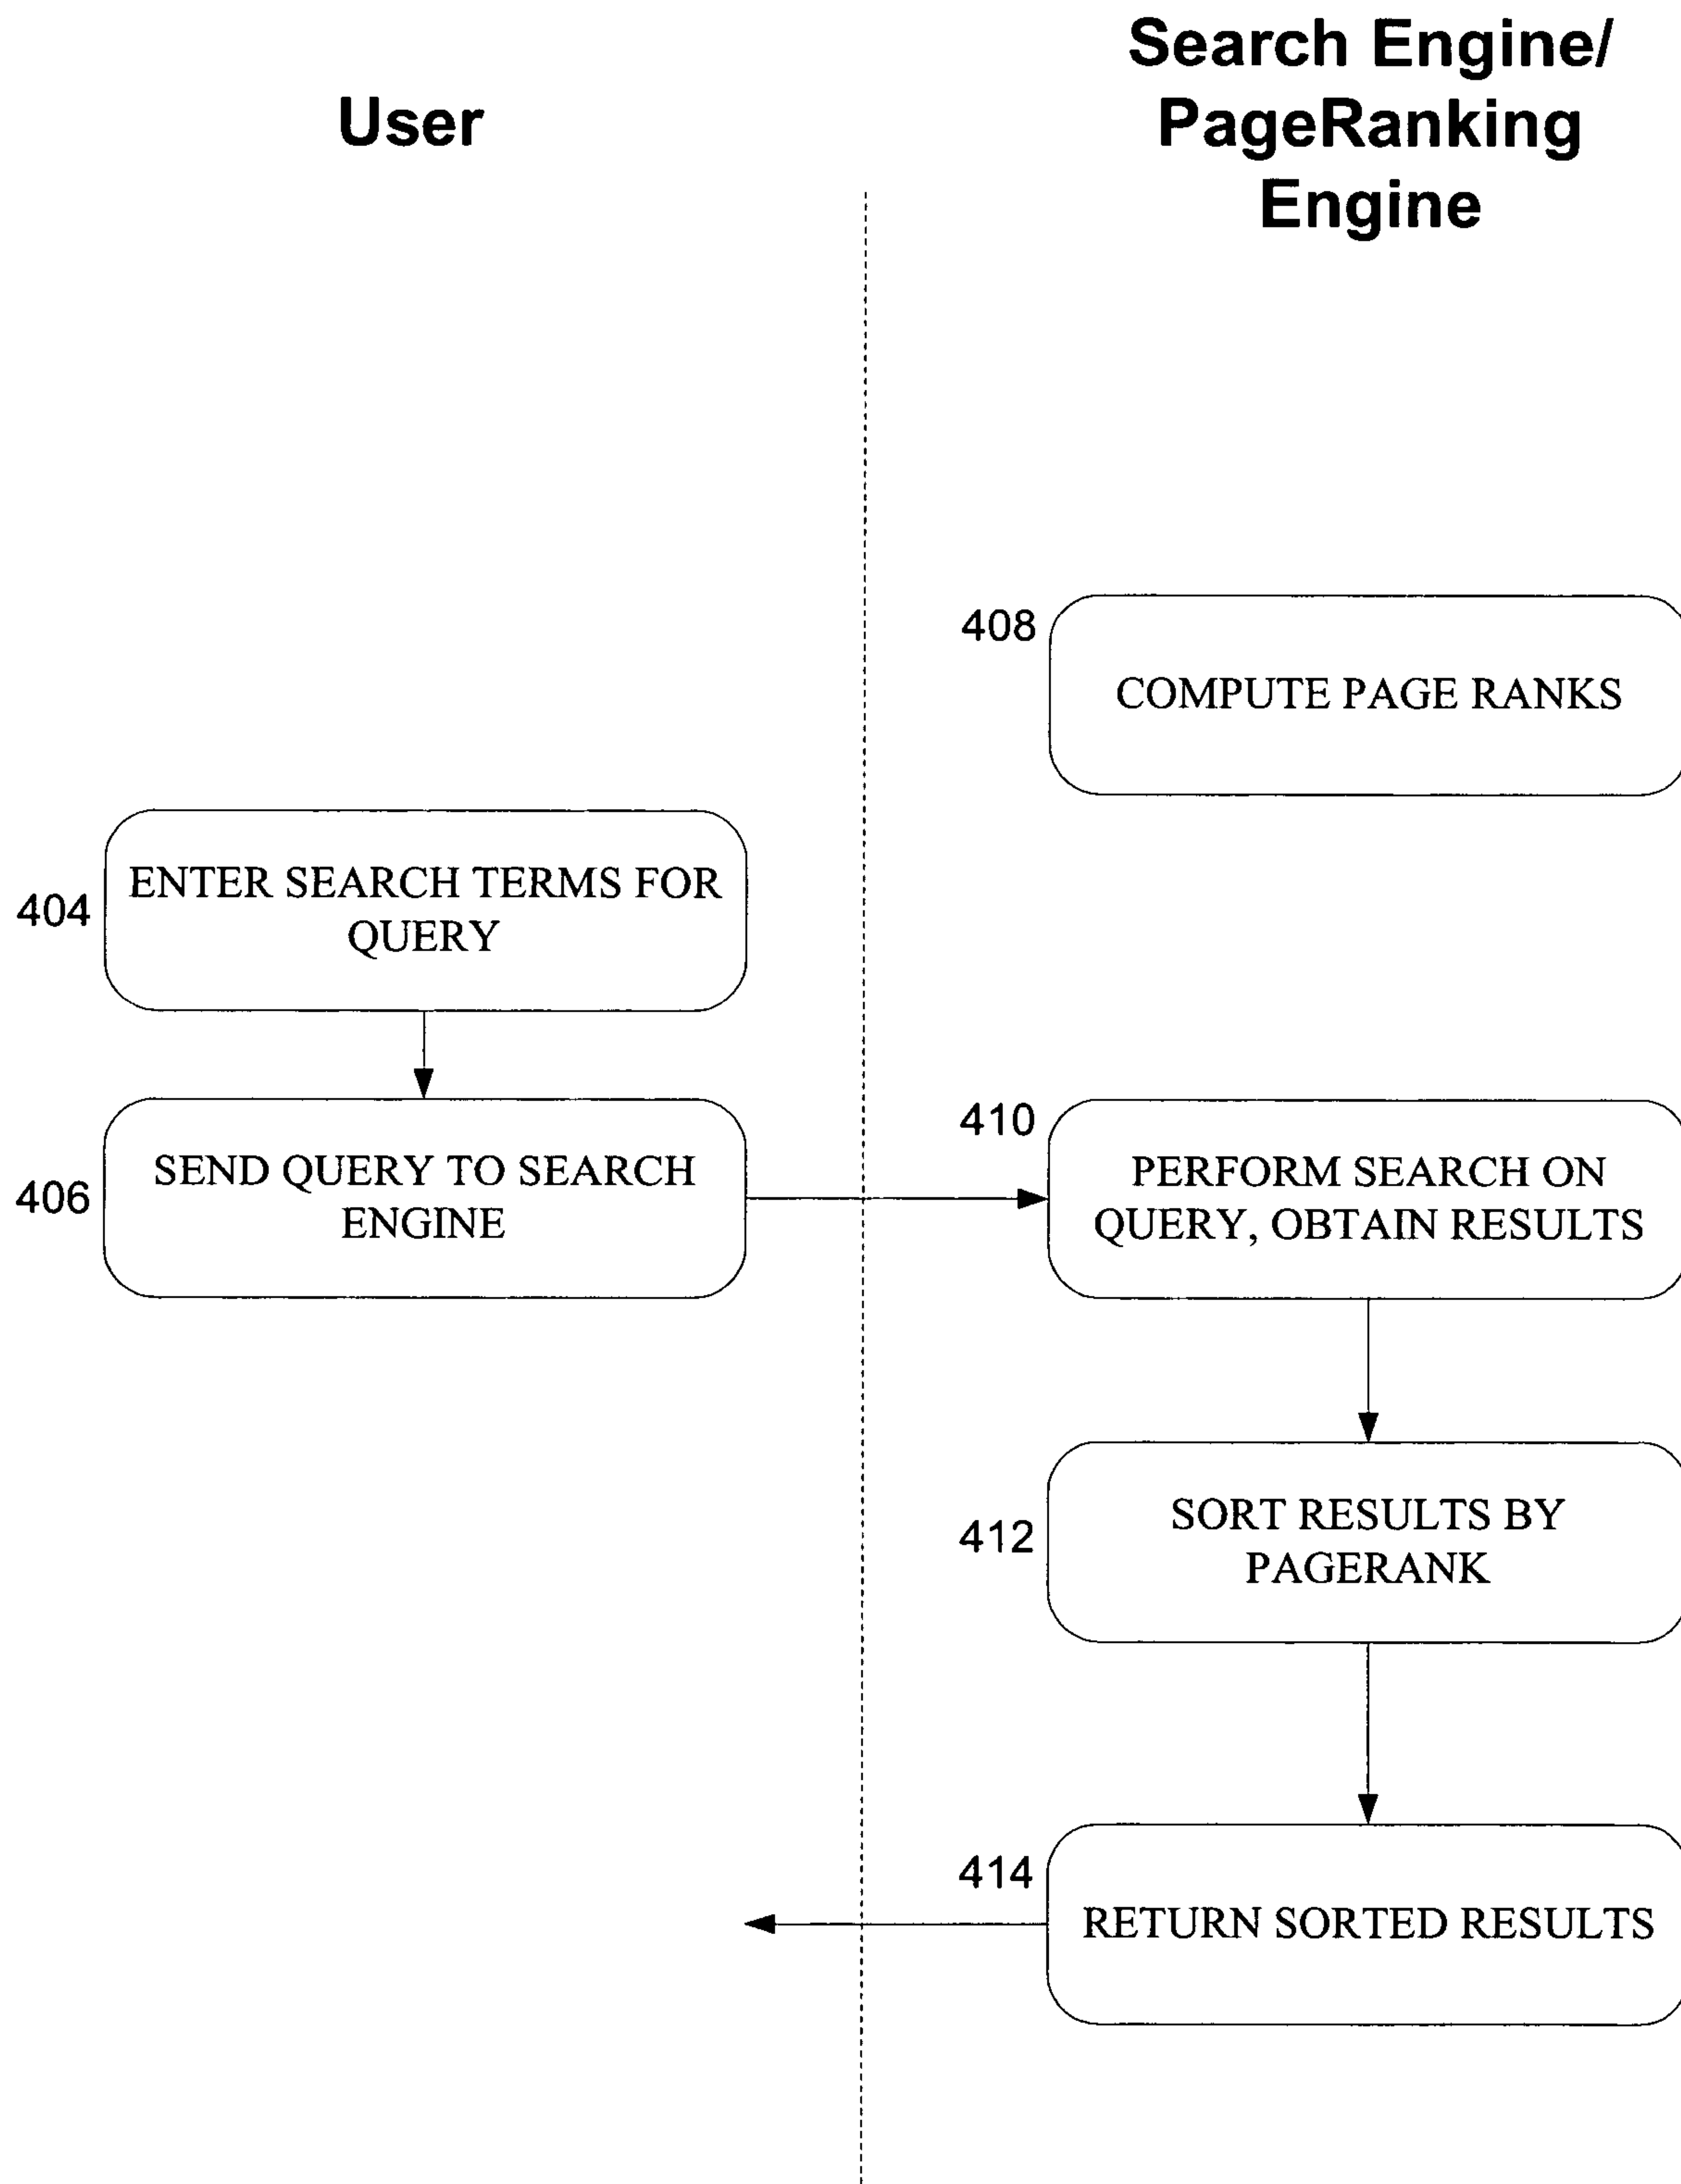 User
Search Engine/
PageRanking
Engine
408
COMPUTE PAGE RANKS
404
ENTER SEARCH TERMS FOR
QUERY
406
SEND QUERY TO SEARCH
ENGINE
410
PERFORM SEARCH ON
QUERY, OBTAIN RESULTS
412
SORT RESULTS BY
PAGERANK
414
RETURN SORTED RESULTS